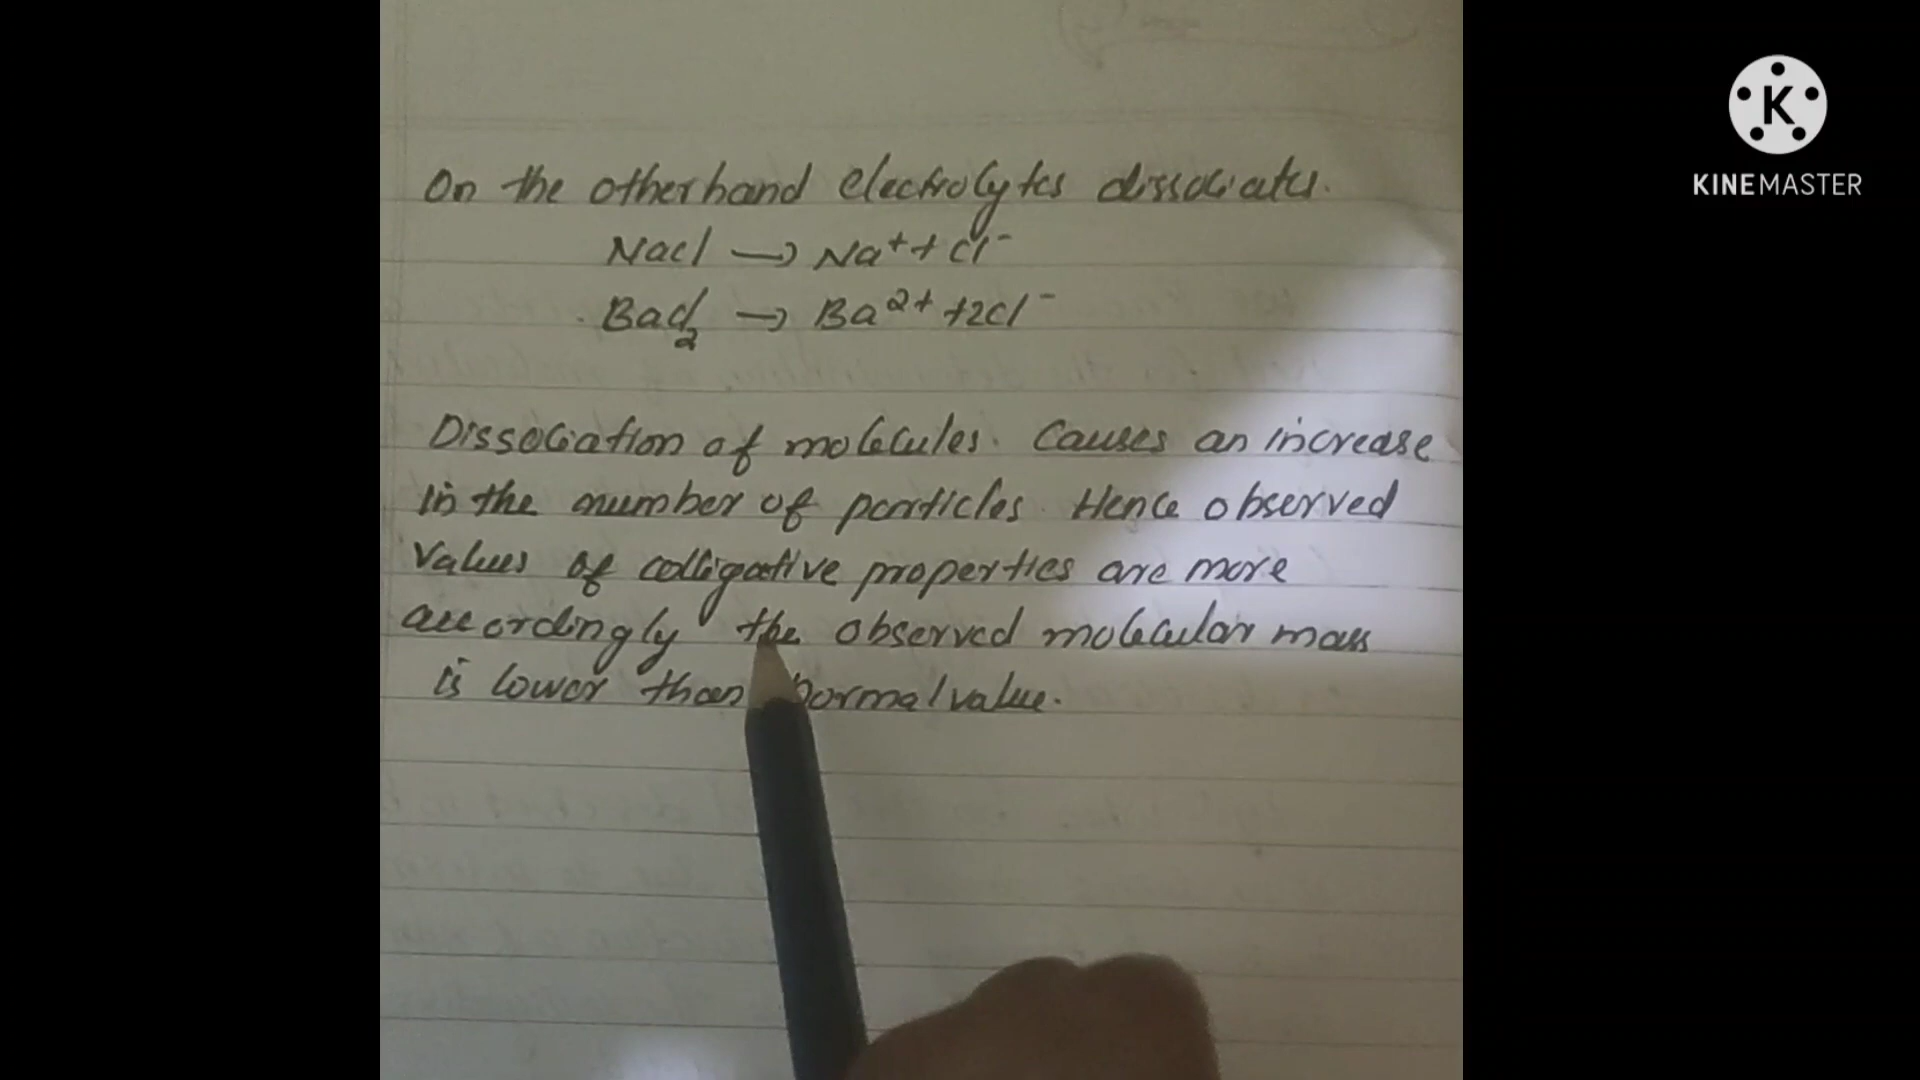 On the otherhand electrolytes dissociates.
Nacl → Na⁺ + Cl⁻
Bacl₂ → Ba²⁺ +2Cl⁻
Dissociation of molecules. Causes an increase
in the number of particles. Hence observed
Values of colligative properties are more
accordingly the observed molecular mass
is lower than normal value.
K
KINEMASTER